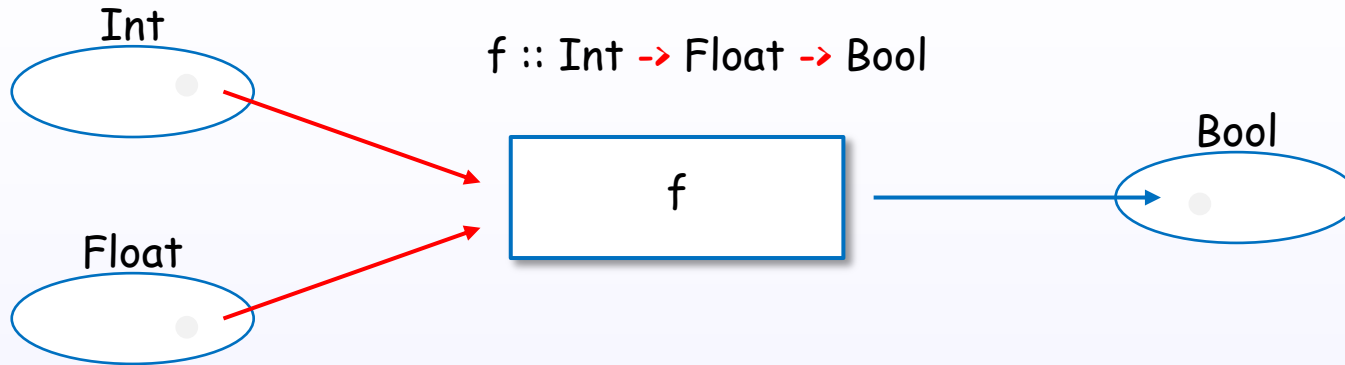 Int
f :: Int -> Float -> Bool
Bool
f
Float